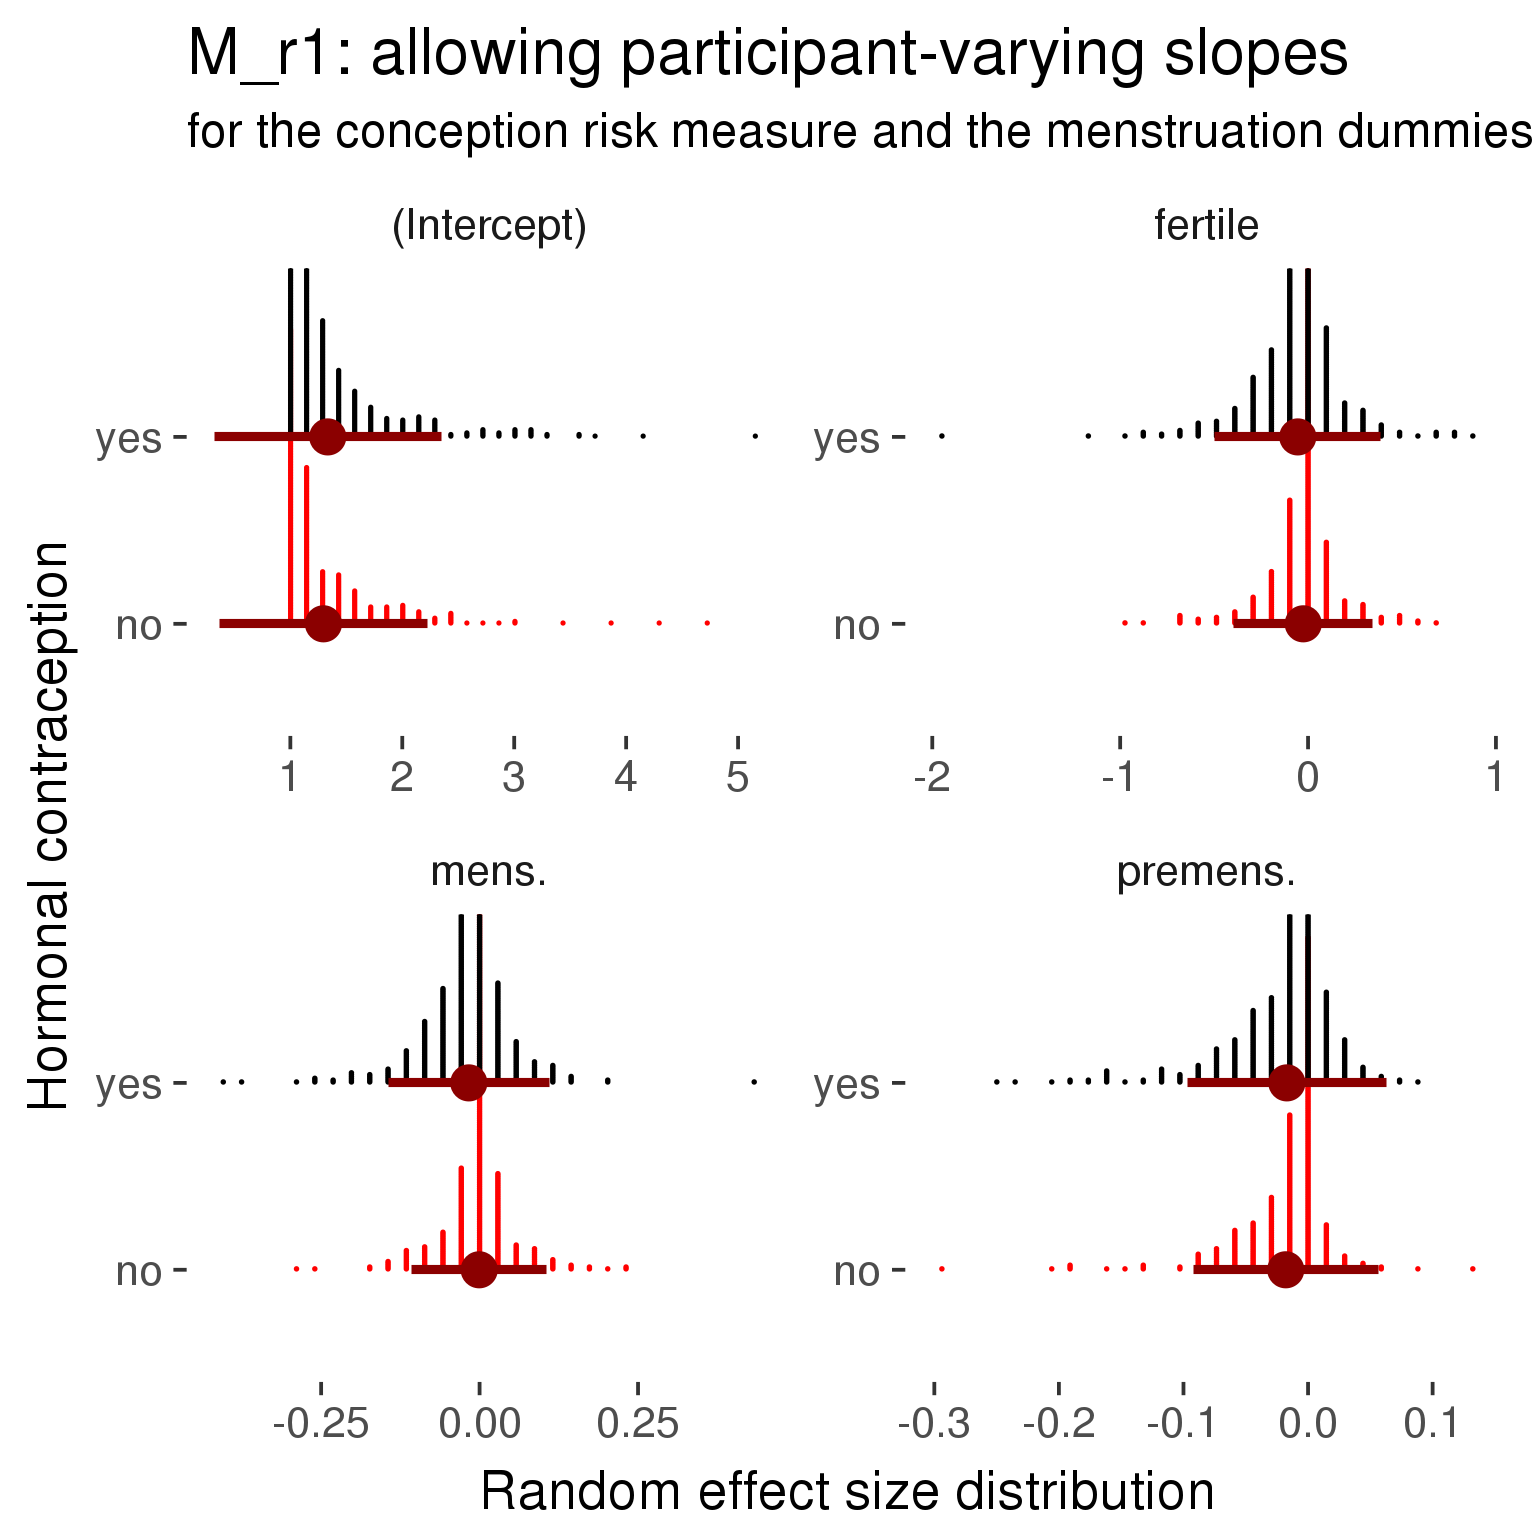 M_r1: allowing participant-varying slopes
for the conception risk measure and the menstruation dummies
(Intercept)
fertile
yes
no
yes
no
1 2 3 4 5
-2 -1 0 1
Hormonal contraception
mens.
premens.
yes
no
yes
no
-0.25 0.00 0.25
-0.3 -0.2 -0.1 0.0 0.1
Random effect size distribution